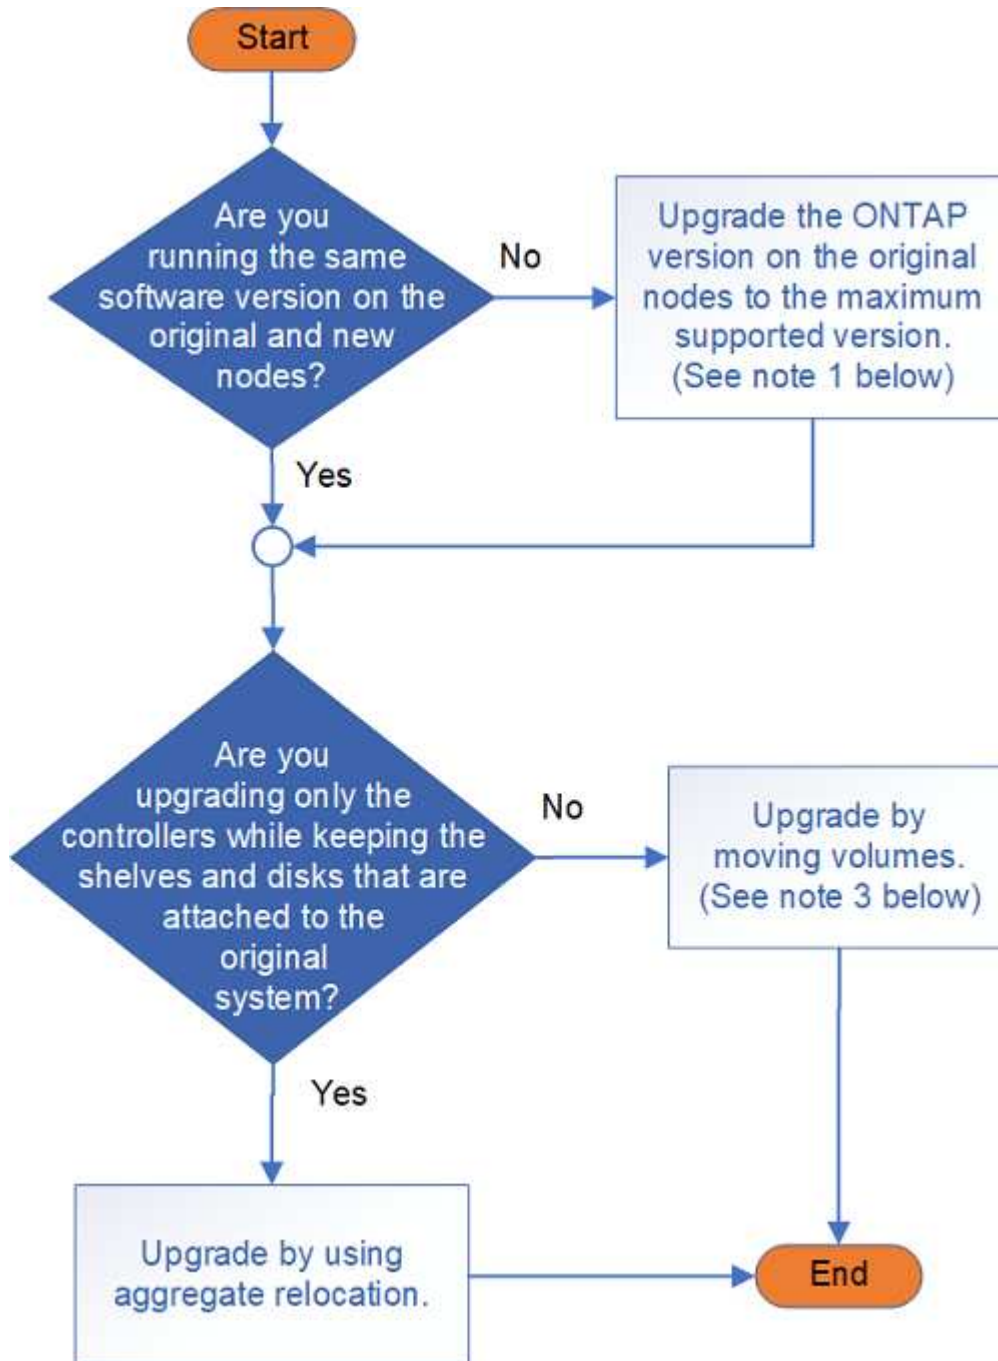 Start
Are you
running the same
software version on the
original and new
nodes?
No
Upgrade the ONTAP
version on the original
nodes to the maximum
supported version.
(See note 1 below)
Yes
Are you
upgrading only the
controllers while keeping the
shelves and disks that are
attached to the
original
system?
No
Upgrade by
moving volumes.
(See note 3 below)
Yes
Upgrade by using
aggregate relocation.
End